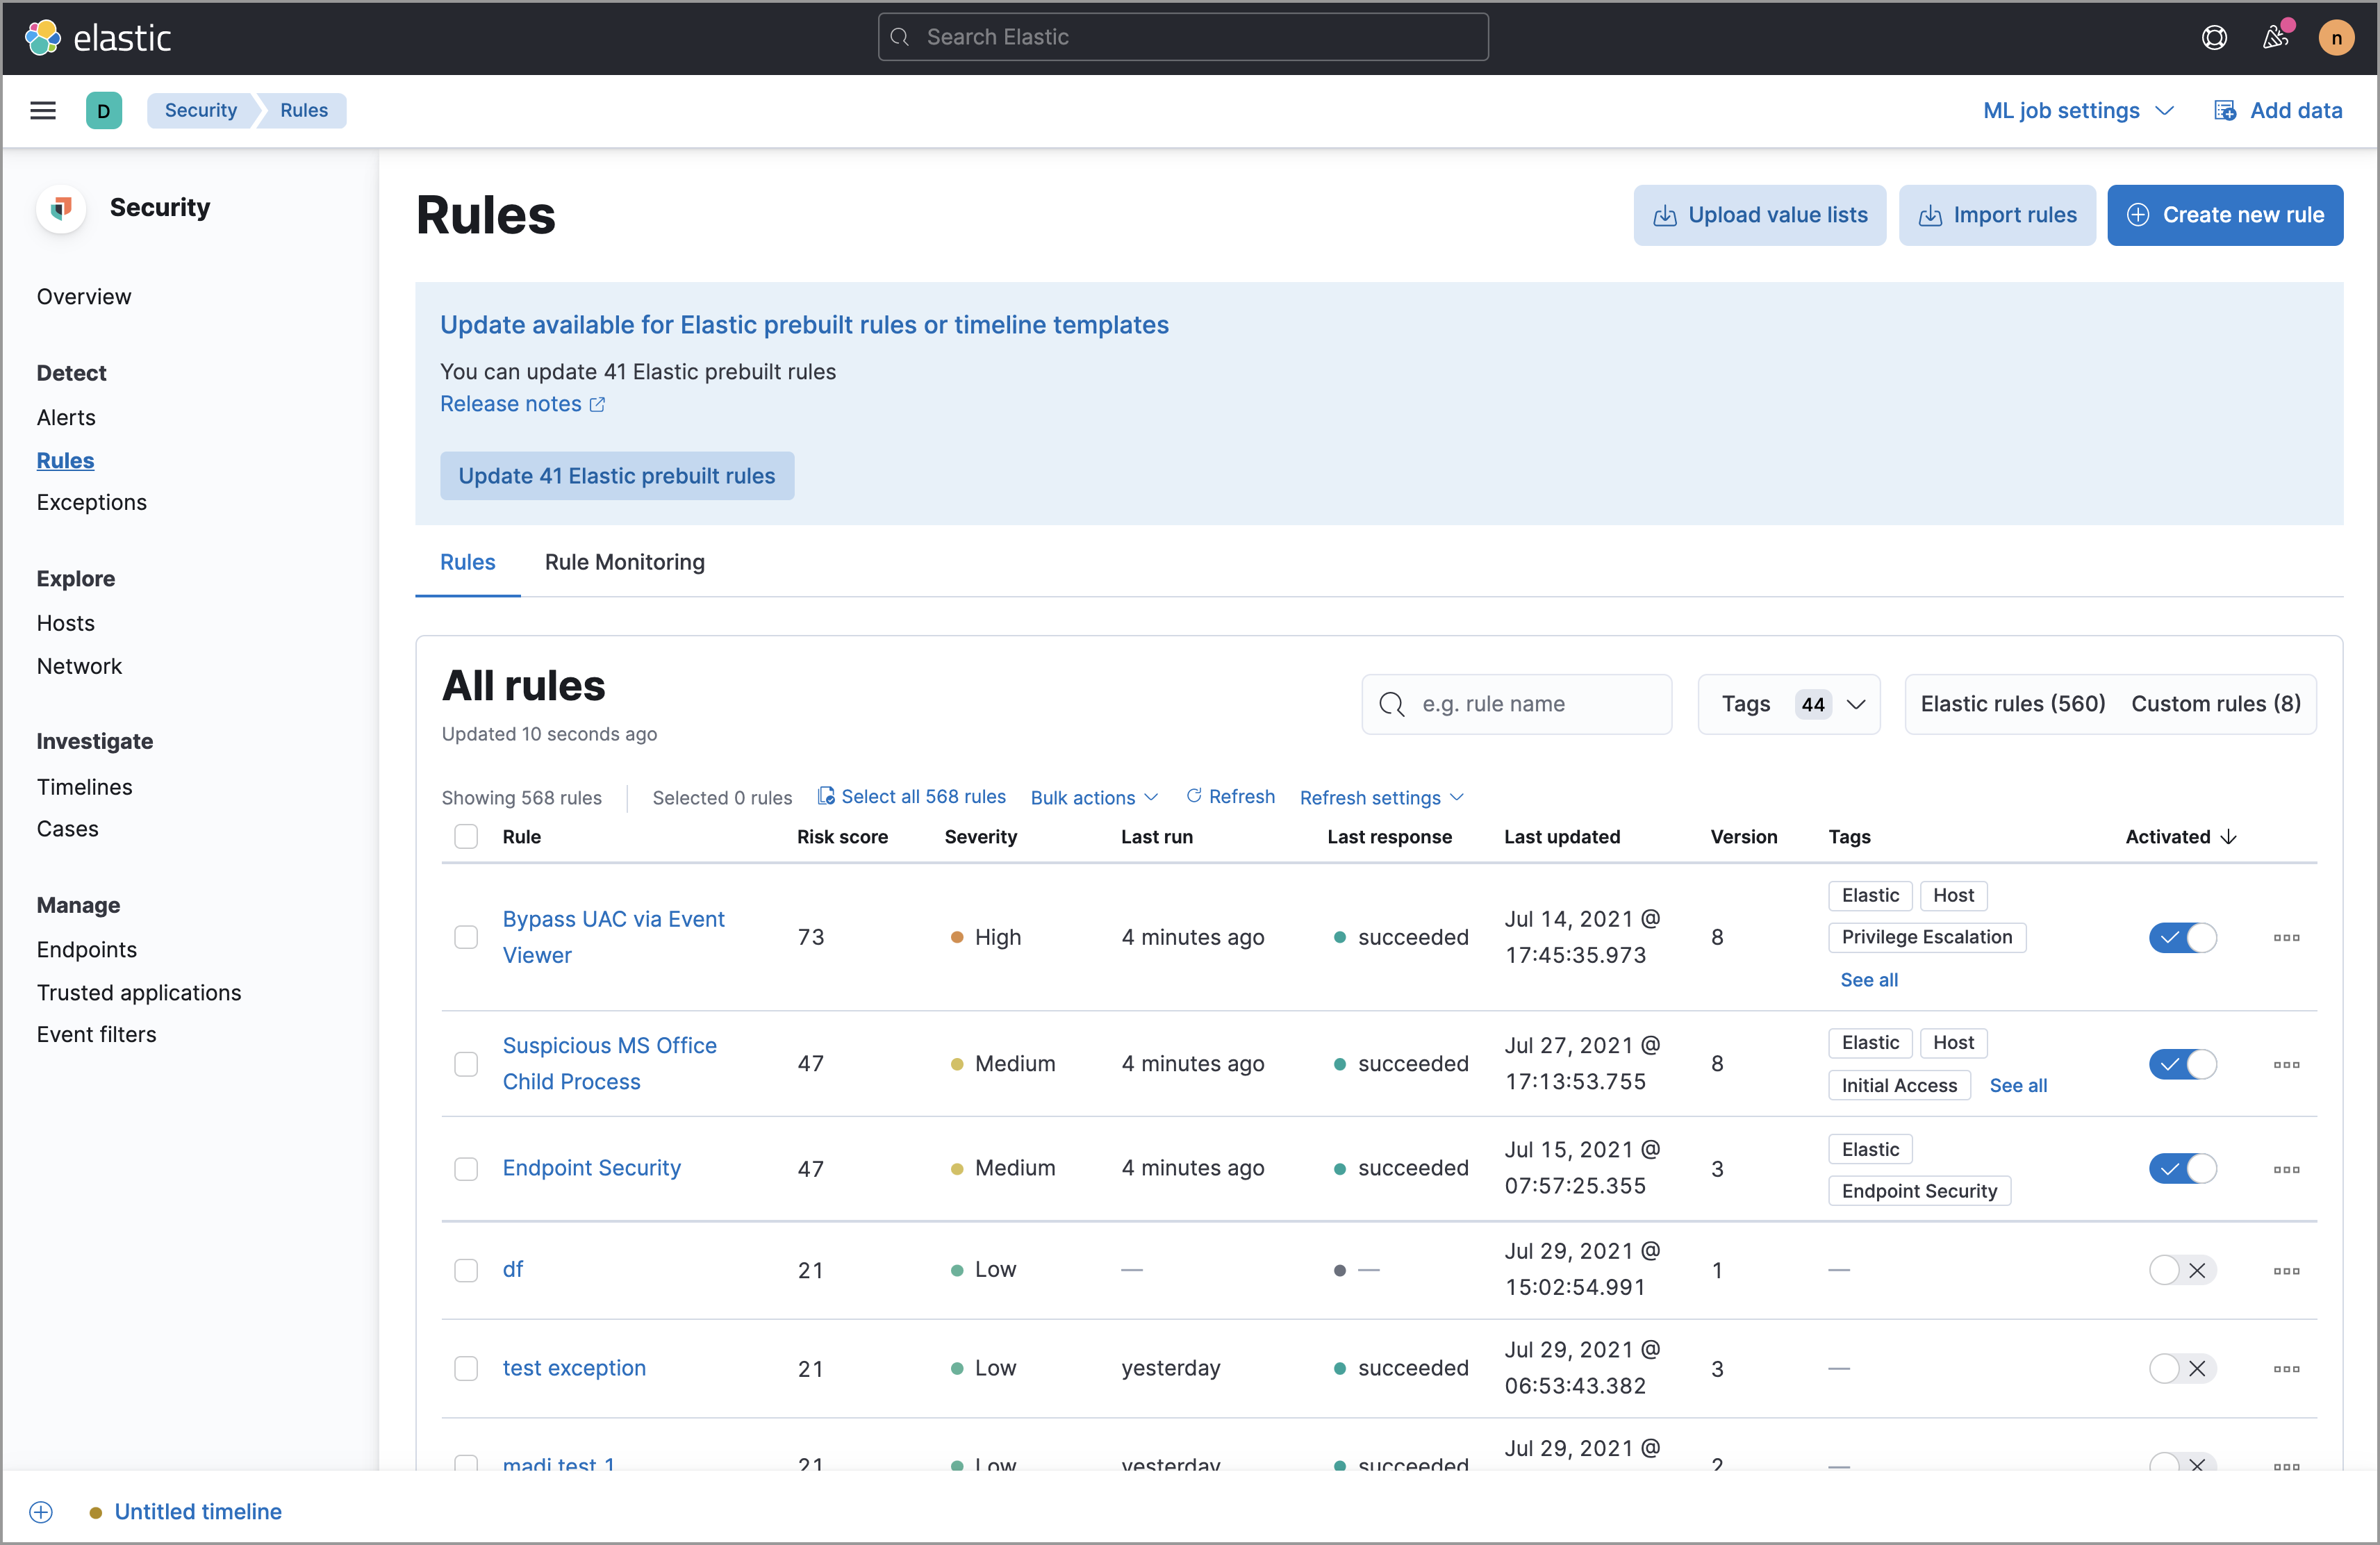 elastic
Search Elastic
n
D
Security
Rules
ML job settings
Add data
Security
Overview
Detect
Alerts
Rules
Exceptions
Explore
Hosts
Network
Investigate
Timelines
Cases
Manage
Endpoints
Trusted applications
Event filters
Rules
Upload value lists
Import rules
Create new rule
Update available for Elastic prebuilt rules or timeline templates
You can update 41 Elastic prebuilt rules
Release notes
Update 41 Elastic prebuilt rules
Rules
Rule Monitoring
All rules
Updated 10 seconds ago
e.g. rule name
Tags 44
Elastic rules (560) Custom rules (8)
Showing 568 rules
Selected 0 rules
Select all 568 rules
Bulk actions
Refresh
Refresh settings
Rule Risk score Severity Last run Last response Last updated Version Tags Activated
Bypass UAC via Event
Viewer
73
High
4 minutes ago
succeeded
Jul 14, 2021 @
17:45:35.973
8
Elastic Host
Privilege Escalation
See all
Suspicious MS Office
Child Process
47
Medium
4 minutes ago
succeeded
Jul 27, 2021 @
17:13:53.755
8
Elastic Host
Initial Access See all
Endpoint Security
47
Medium
4 minutes ago
succeeded
Jul 15, 2021 @
07:57:25.355
3
Elastic
Endpoint Security
df
21
Low
—
—
Jul 29, 2021 @
15:02:54.991
1
—
test exception
21
Low
yesterday
succeeded
Jul 29, 2021 @
06:53:43.382
3
—
madi test 1
21
Low
yesterday
succeeded
Jul 29, 2021 @
2
—
Untitled timeline